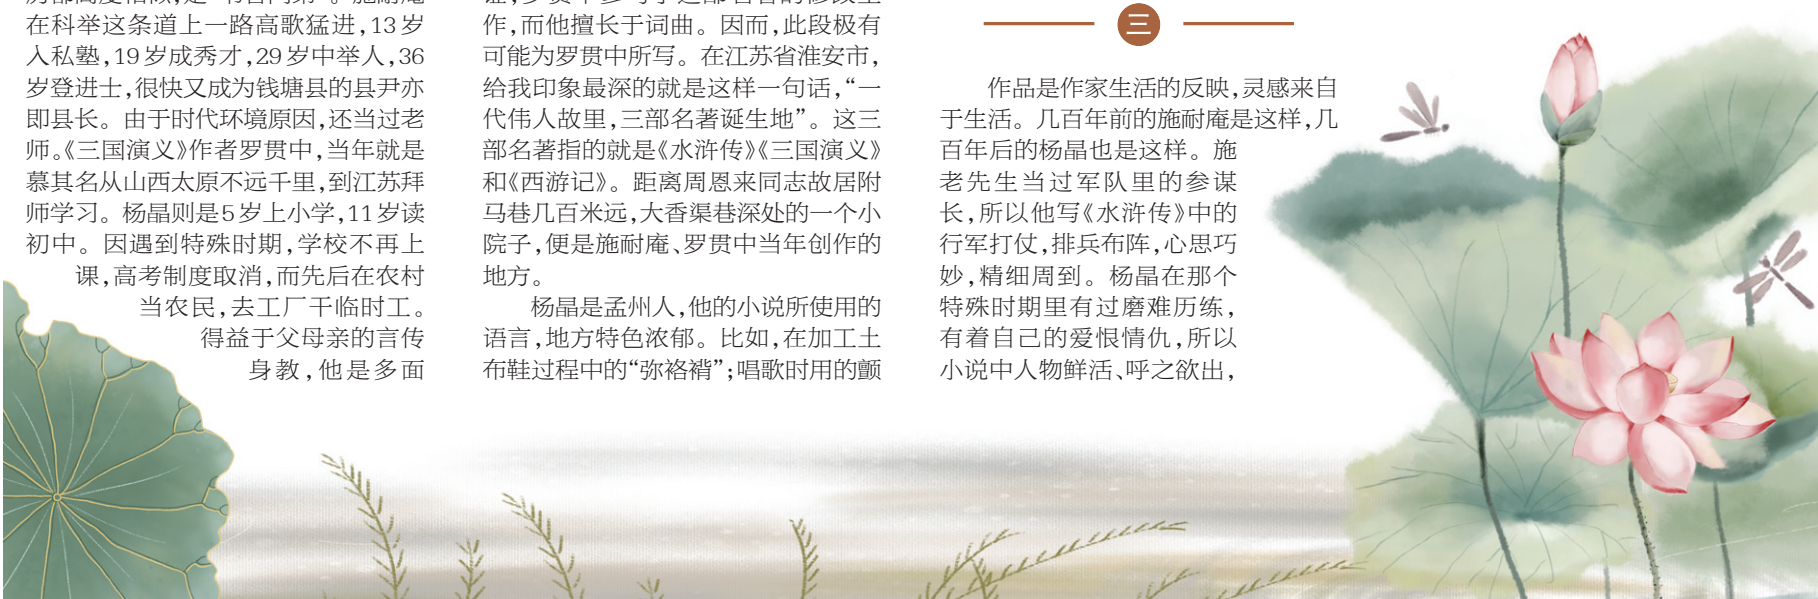 在科举这条道上一路高歌猛进,13岁
入私塾,19岁成秀才,29岁中举人,36
岁登进士,很快又成为钱塘县的县尹亦
即县长。由于时代环境原因,还当过老
师。《三国演义》作者罗贯中,当年就是
慕其名从山西太原不远千里,到江苏拜
师学习。杨晶则是5岁上小学,11岁读
初中。因遇到特殊时期,学校不再上
课,高考制度取消,而先后在农村
当农民,去工厂干临时工。
得益于父母亲的言传
身教,他是多面
作,而他擅长于词曲。因而,此段极有
可能为罗贯中所写。在江苏省淮安市,
给我印象最深的就是这样一句话,“一
代伟人故里,三部名著诞生地”。这三
部名著指的就是《水浒传》《三国演义》
和《西游记》。距离周恩来同志故居附
马巷几百米远,大香渠巷深处的一个小
院子,便是施耐庵、罗贯中当年创作的
地方。
杨晶是孟州人,他的小说所使用的
语言,地方特色浓郁。比如,在加工土
布鞋过程中的“弥袼褙”;唱歌时用的颤
三
作品是作家生活的反映,灵感来自
于生活。几百年前的施耐庵是这样,几
百年后的杨晶也是这样。施
老先生当过军队里的参谋
长,所以他写《水浒传》中的
行军打仗,排兵布阵,心思巧
妙,精细周到。杨晶在那个
特殊时期里有过磨难历练,
有着自己的爱恨情仇,所以
小说中人物鲜活、呼之欲出,